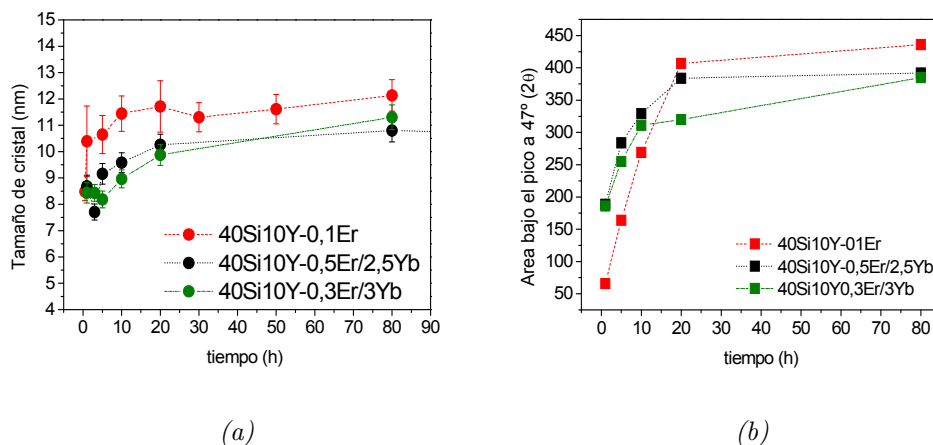 15
14
13
12
11
10
9
8
7
6
5
4
Tamaño de cristal (nm)
40Si10Y-0,1Er
40Si10Y-0,5Er/2,5Yb
40Si10Y-0,3Er/3Yb
0 10 20 30 40 50 60 70 80 90
tiempo (h)
(a)
450
400
350
300
250
200
150
100
50
Area bajo el pico a 47º (2θ)
40Si10Y-01Er
40Si10Y-0,5Er/2,5Yb
40Si10Y0,3Er/3Yb
0 10 20 30 40 50 60 70 80
tiempo (h)
(b)